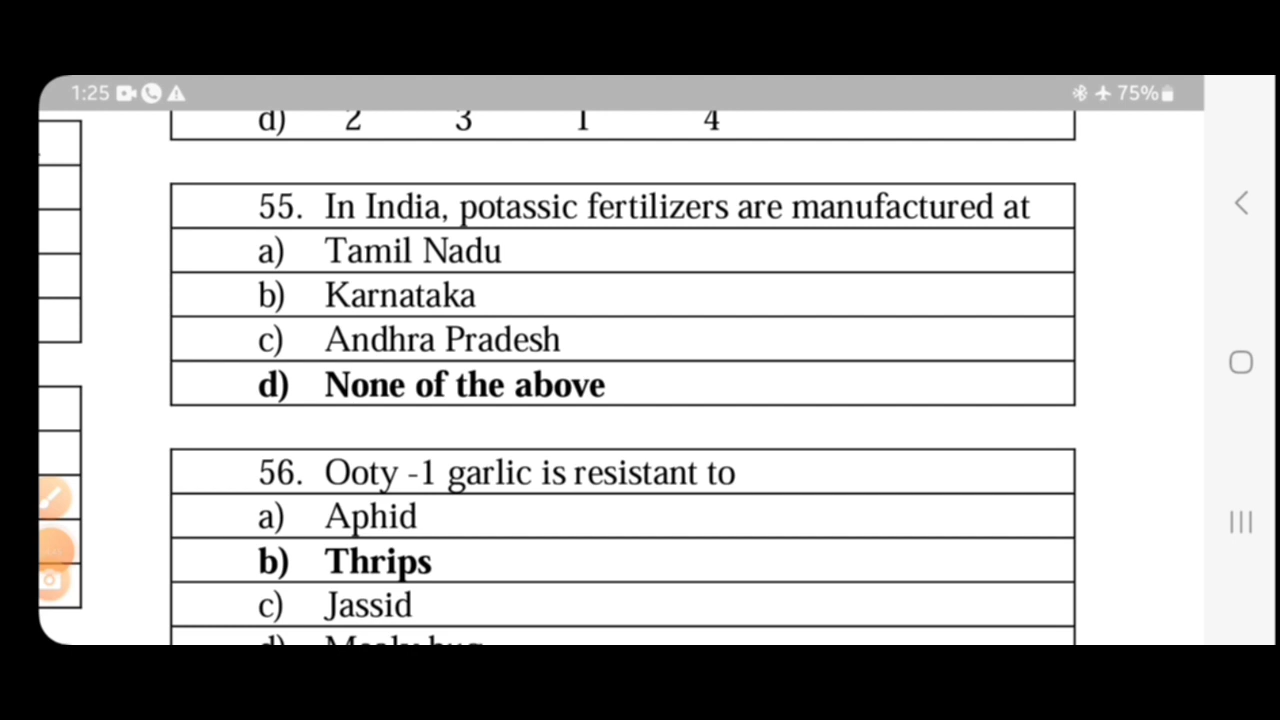 1:25 75%
d) 2 3 1 4
55. In India, potassic fertilizers are manufactured at
a) Tamil Nadu
b) Karnataka
c) Andhra Pradesh
d) None of the above
56. Ooty -1 garlic is resistant to
a) Aphid
b) Thrips
c) Jassid
d)